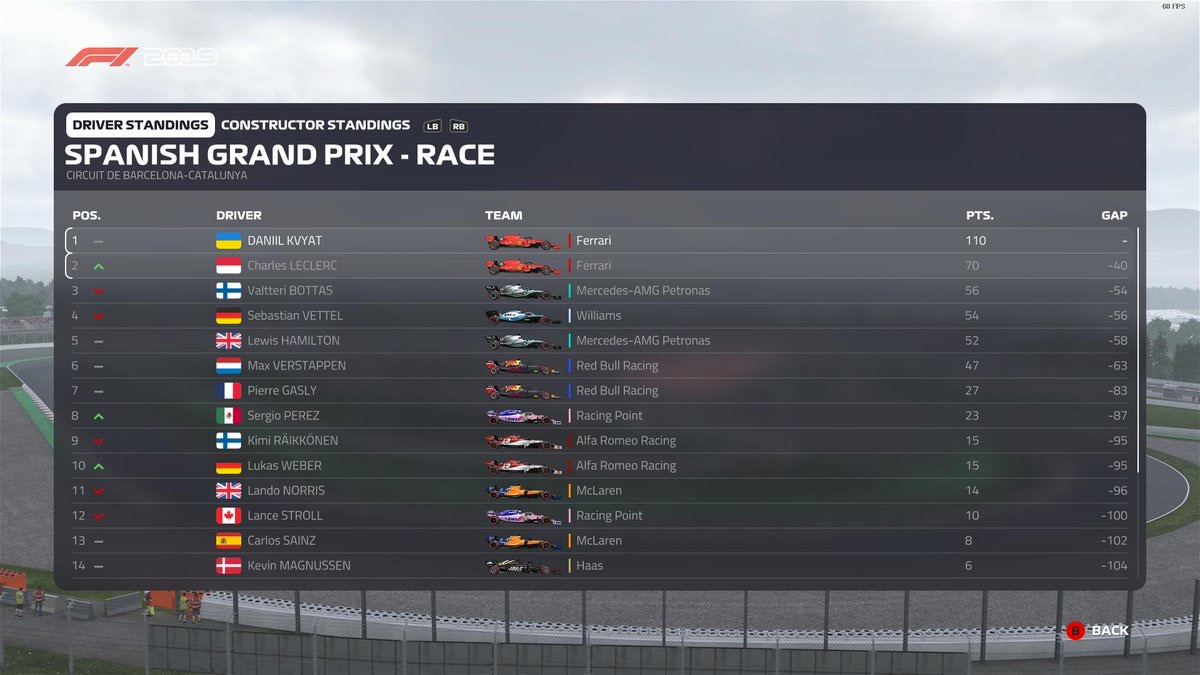 60 FPS
F1 2019
DRIVER STANDINGS CONSTRUCTOR STANDINGS LB RB
SPANISH GRAND PRIX - RACE
CIRCUIT DE BARCELONA-CATALUNYA
POS. DRIVER TEAM PTS. GAP
1 DANIIL KVYAT Ferrari 110 -
2 Charles LECLERC Ferrari 70 -40
3 Valtteri BOTTAS Mercedes-AMG Petronas 56 -54
4 Sebastian VETTEL Williams 54 -56
5 Lewis HAMILTON Mercedes-AMG Petronas 52 -58
6 Max VERSTAPPEN Red Bull Racing 47 -63
7 Pierre GASLY Red Bull Racing 27 -83
8 Sergio PEREZ Racing Point 23 -87
9 Kimi RÄIKKÖNEN Alfa Romeo Racing 15 -95
10 Lukas WEBER Alfa Romeo Racing 15 -95
11 Lando NORRIS McLaren 14 -96
12 Lance STROLL Racing Point 10 -100
13 Carlos SAINZ McLaren 8 -102
14 Kevin MAGNUSSEN Haas 6 -104
B BACK